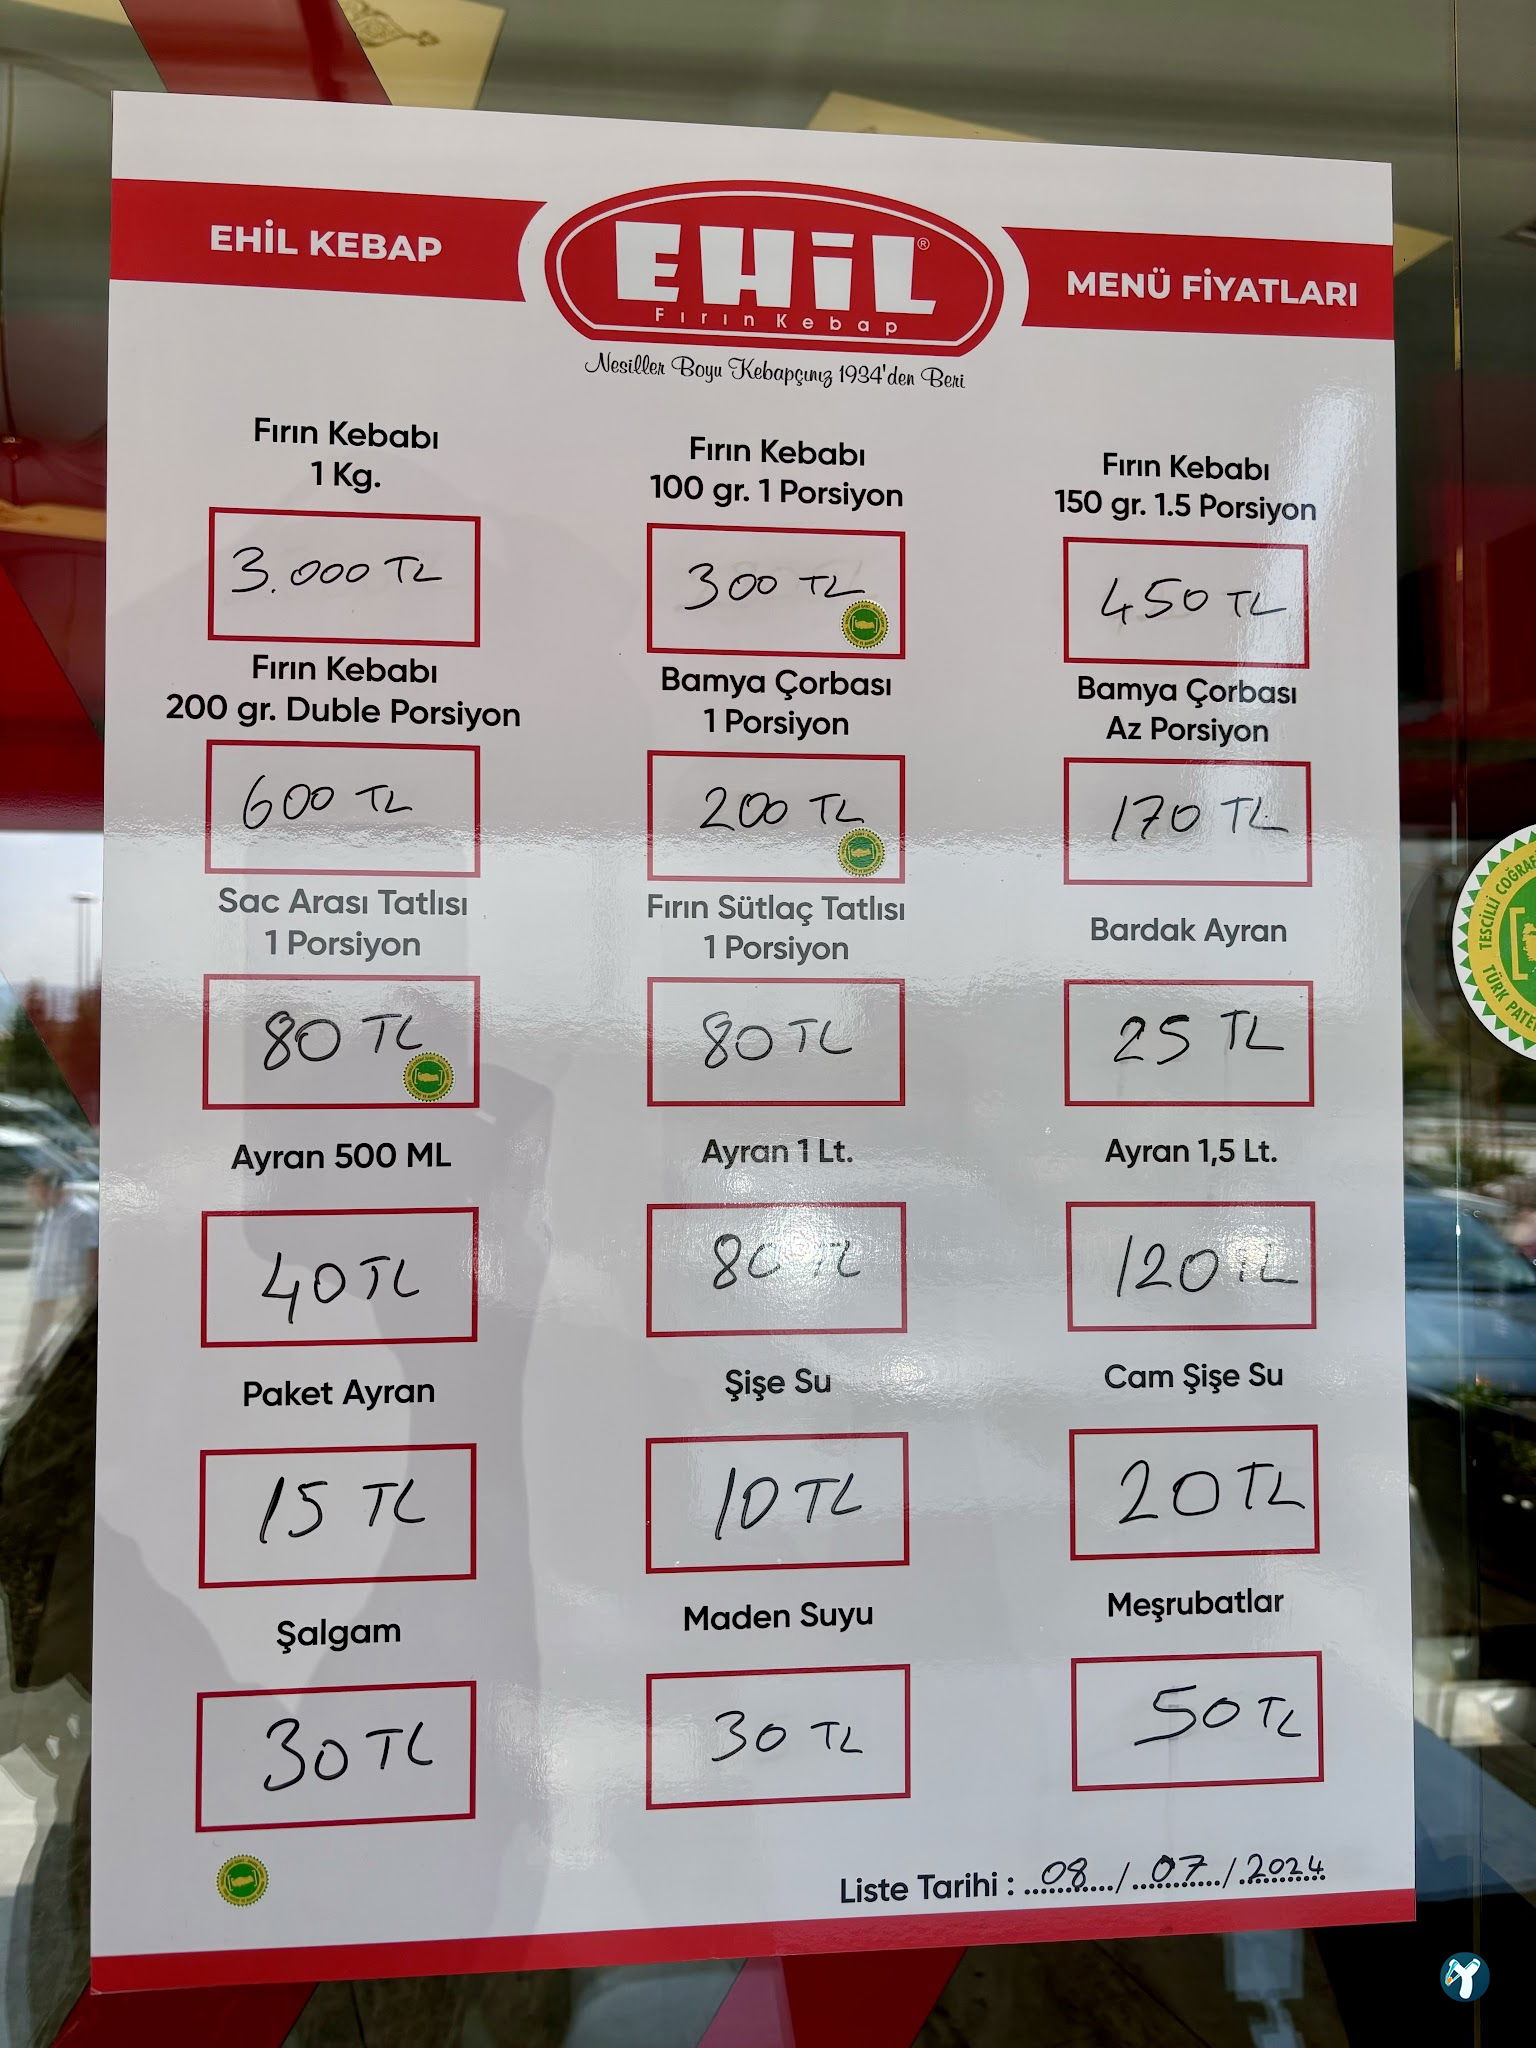 EHİL KEBAP
EHİL®
Fırın Kebap
MENÜ FİYATLARI
Nesiller Boyu Kebapçınız 1934'den Beri
Fırın Kebabı
1 Kg.
3.000 TL
Fırın Kebabı
100 gr. 1 Porsiyon
300 TL
Fırın Kebabı
150 gr. 1.5 Porsiyon
450 TL
Fırın Kebabı
200 gr. Duble Porsiyon
600 TL
Bamya Çorbası
1 Porsiyon
200 TL
Bamya Çorbası
Az Porsiyon
170 TL
Sac Arası Tatlısı
1 Porsiyon
80 TL
Fırın Sütlaç Tatlısı
1 Porsiyon
80 TL
Bardak Ayran
25 TL
Ayran 500 ML
40 TL
Ayran 1 Lt.
80 TL
Ayran 1,5 Lt.
120 TL
Paket Ayran
15 TL
Şişe Su
10 TL
Cam Şişe Su
20 TL
Şalgam
30 TL
Maden Suyu
30 TL
Meşrubatlar
50 TL
Liste Tarihi : 08 / 07 / 2024
TESCİLLİ
TÜRK